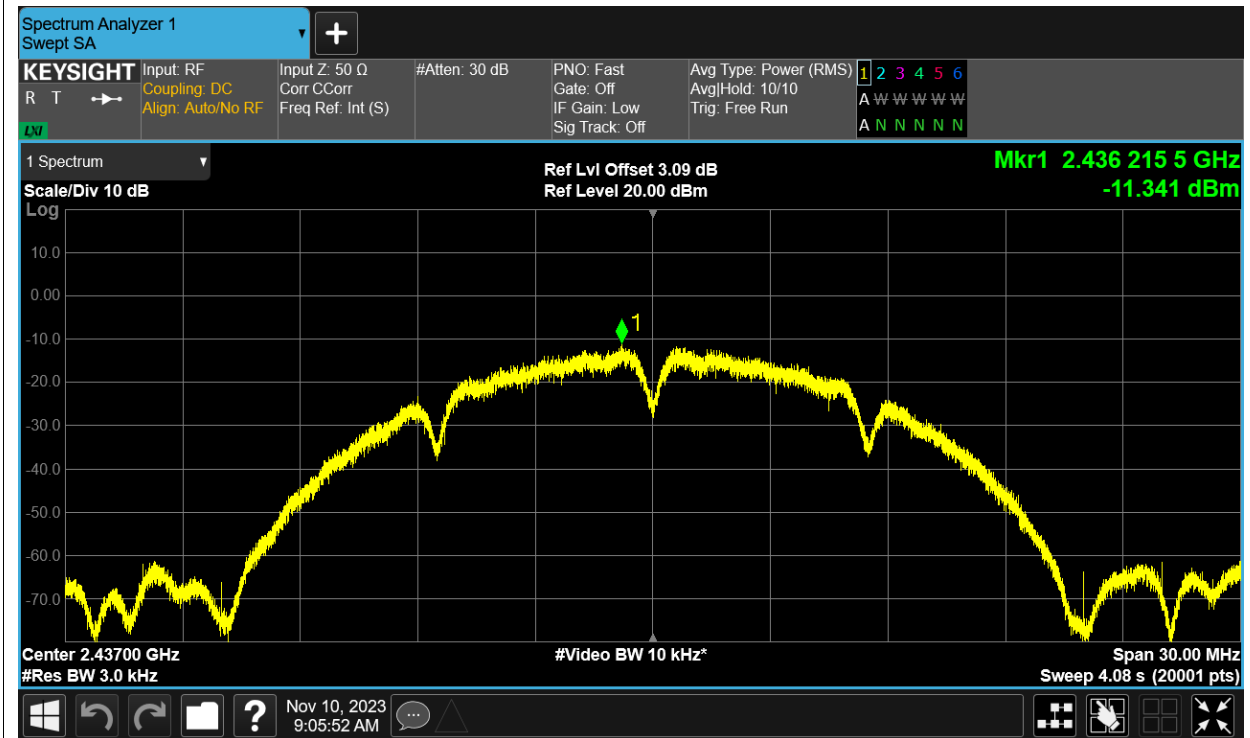 Spectrum Analyzer 1
Swept SA
KEYSIGHT
R T
LXI
Input: RF
Coupling: DC
Align: Auto/No RF
Input Z: 50 Ω
Corr CCorr
Freq Ref: Int (S)
#Atten: 30 dB
PNO: Fast
Gate: Off
IF Gain: Low
Sig Track: Off
Avg Type: Power (RMS)
Avg|Hold: 10/10
Trig: Free Run
1 2 3 4 5 6
A W W W W W
A N N N N N
1 Spectrum
Scale/Div 10 dB
Log
Ref Lvl Offset 3.09 dB
Ref Level 20.00 dBm
Mkr1 2.436 215 5 GHz
-11.341 dBm
10.0
0.00
-10.0
-20.0
-30.0
-40.0
-50.0
-60.0
-70.0
1
Center 2.43700 GHz
#Res BW 3.0 kHz
#Video BW 10 kHz*
Span 30.00 MHz
Sweep 4.08 s (20001 pts)
?
Nov 10, 2023
9:05:52 AM